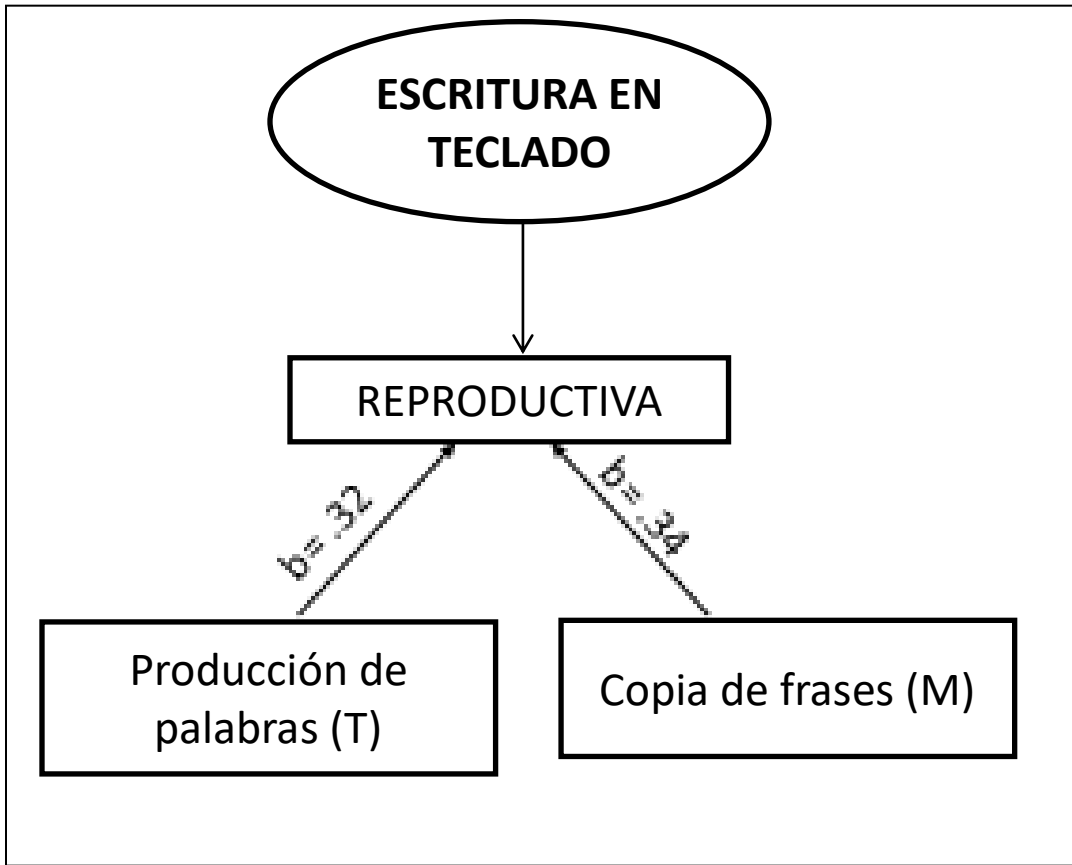 ESCRITURA EN
TECLADO
REPRODUCTIVA
b= .32
b= .34
Producción de
palabras (T)
Copia de frases (M)